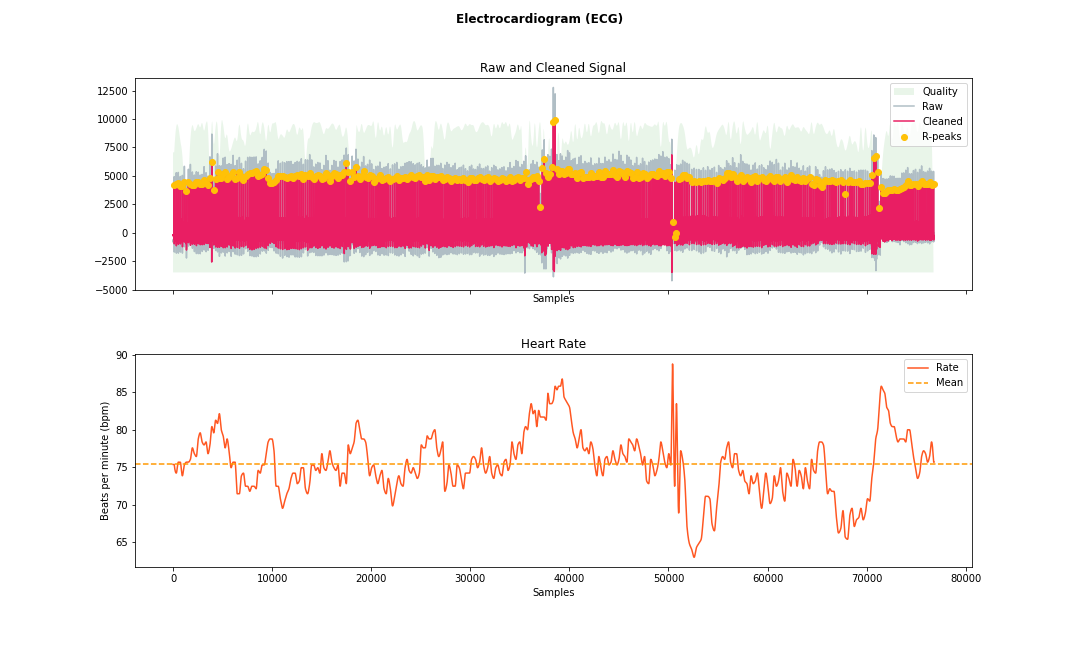 Electrocardiogram (ECG)
Raw and Cleaned Signal
12500
10000
7500
5000
2500
0
−2500
−5000
Quality
Raw
Cleaned
R-peaks
Samples
Heart Rate
90
85
80
75
70
65
Beats per minute (bpm)
Rate
Mean
0 10000 20000 30000 40000 50000 60000 70000 80000
Samples